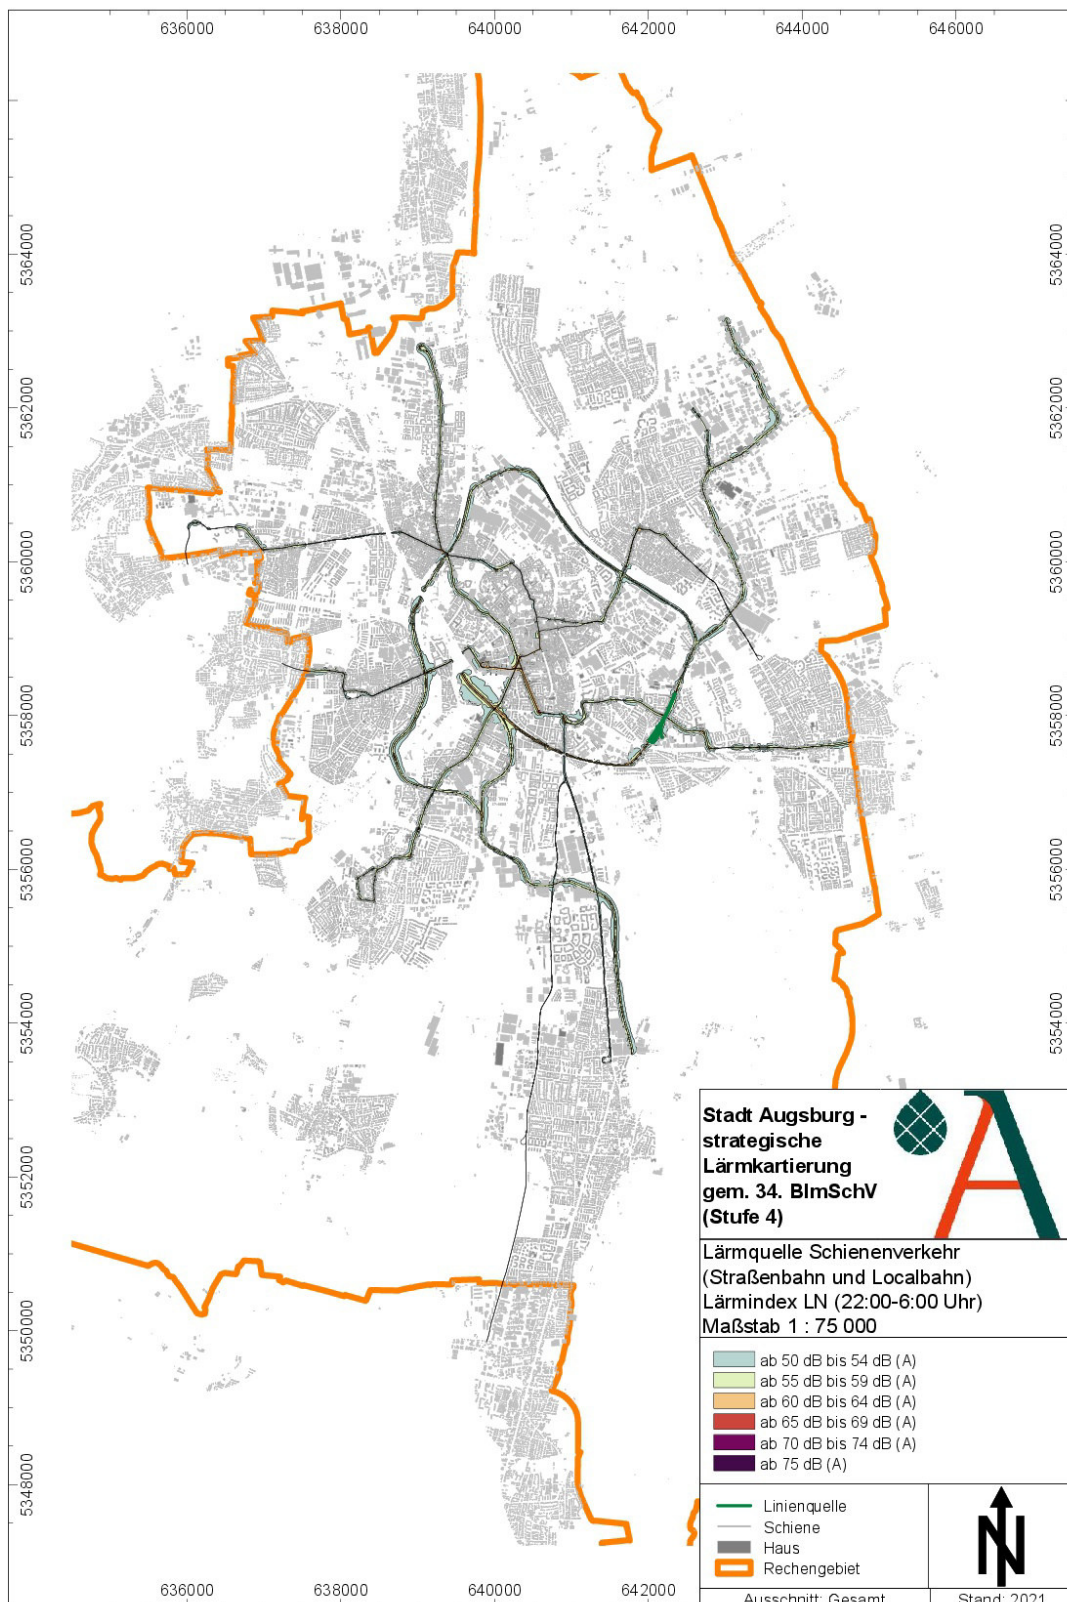 636000 638000 640000 642000 644000 646000
5364000 5364000
5362000 5362000
5360000 5360000
5358000 5358000
5356000 5356000
5354000 5354000
5352000
5350000
5348000
Stadt Augsburg -
strategische
Lärmkartierung
gem. 34. BImSchV
(Stufe 4)
Lärmquelle Schienenverkehr
(Straßenbahn und Localbahn)
Lärmindex LN (22:00-6:00 Uhr)
Maßstab 1 : 75 000
ab 50 dB bis 54 dB (A)
ab 55 dB bis 59 dB (A)
ab 60 dB bis 64 dB (A)
ab 65 dB bis 69 dB (A)
ab 70 dB bis 74 dB (A)
ab 75 dB (A)
Linienquelle
Schiene
Haus
Rechengebiet
N
636000 638000 640000 642000
Ausschnitt: Gesamt Stand: 2021